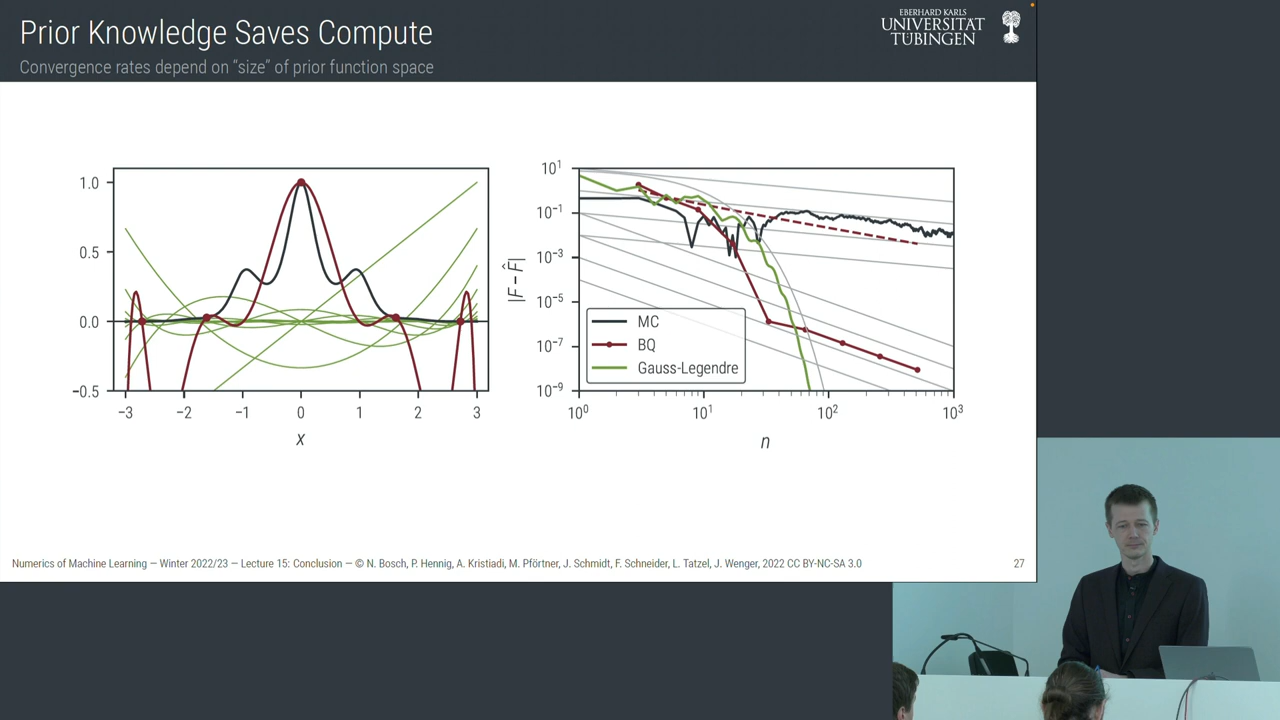 Prior Knowledge Saves Compute
Convergence rates depend on “size” of prior function space
EBERHARD KARLS
UNIVERSITÄT
TÜBINGEN
1.0
0.5
0.0
−0.5
−3 −2 −1 0 1 2 3
x
10¹
10⁻¹
10⁻³
10⁻⁵
10⁻⁷
10⁻⁹
|F − F̂|
MC
BQ
Gauss-Legendre
10⁰ 10¹ 10² 10³
n
Numerics of Machine Learning — Winter 2022/23 — Lecture 15: Conclusion — © N. Bosch, P. Hennig, A. Kristiadi, M. Pförtner, J. Schmidt, F. Schneider, L. Tatzel, J. Wenger, 2022 CC BY-NC-SA 3.0
27